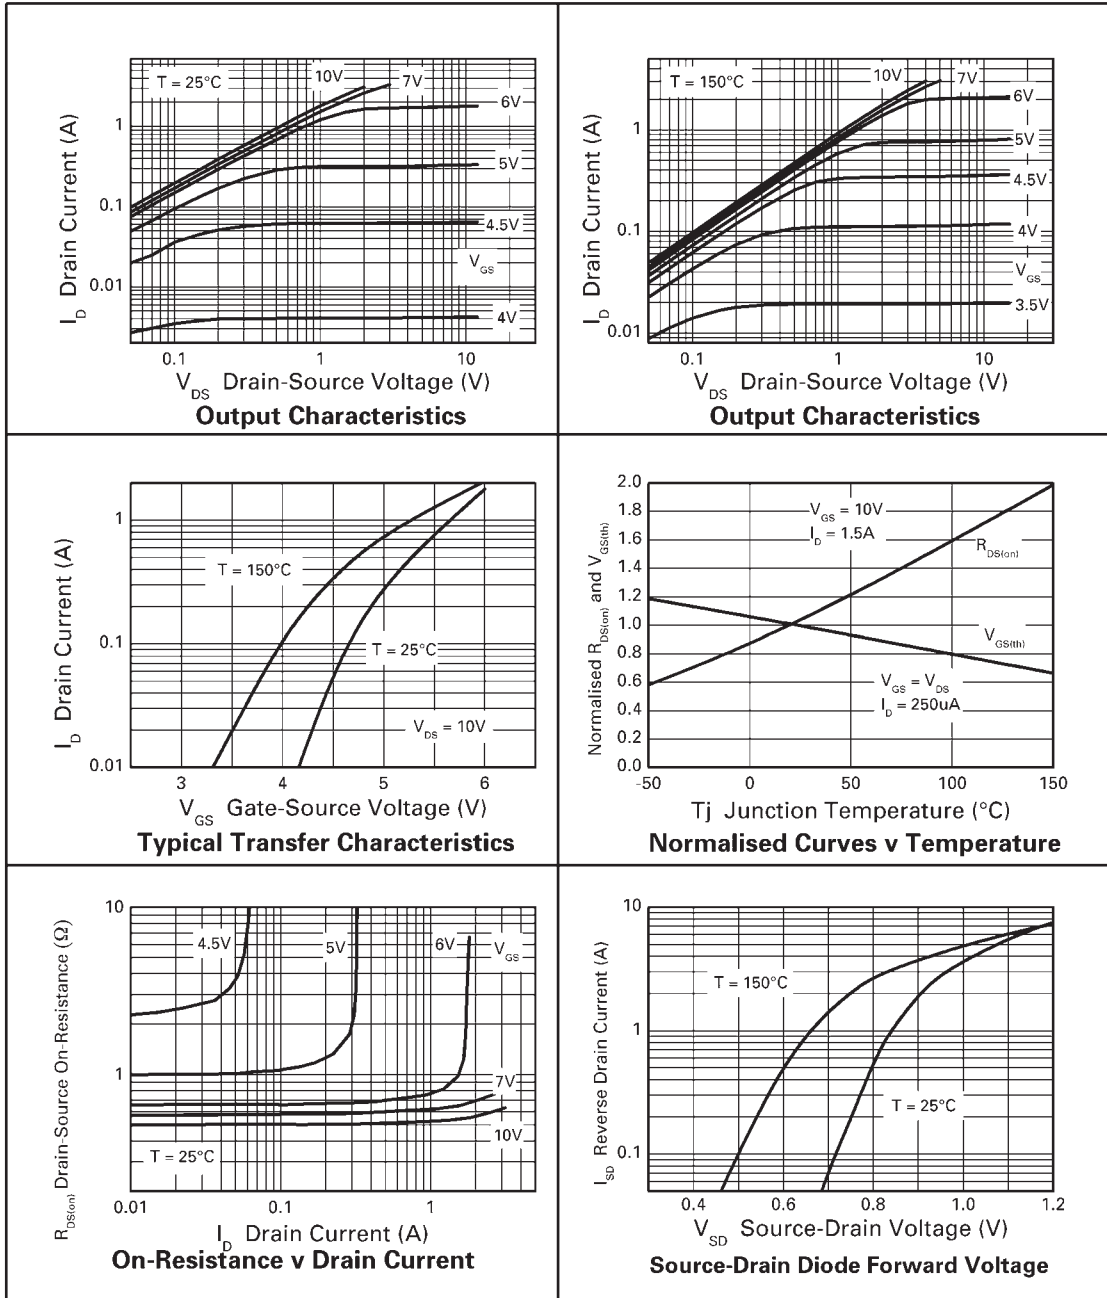 T = 25°C
10V
7V
6V
5V
4.5V
V_GS
4V
1
0.1
0.01
I_D Drain Current (A)
0.1 1 10
V_DS Drain-Source Voltage (V)
Output Characteristics
T = 150°C
10V
7V
6V
5V
4.5V
4V
V_GS
3.5V
1
0.1
0.01
I_D Drain Current (A)
0.1 1 10
V_DS Drain-Source Voltage (V)
Output Characteristics
1
0.1
0.01
I_D Drain Current (A)
T = 150°C
T = 25°C
V_DS = 10V
3 4 5 6
V_GS Gate-Source Voltage (V)
Typical Transfer Characteristics
2.0
1.8
1.6
1.4
1.2
1.0
0.8
0.6
0.4
0.2
0.0
Normalised R_DS(on) and V_GS(th)
V_GS = 10V
I_D = 1.5A
R_DS(on)
V_GS(th)
V_GS = V_DS
I_D = 250uA
-50 0 50 100 150
Tj Junction Temperature (°C)
Normalised Curves v Temperature
10
1
R_DS(on) Drain-Source On-Resistance (Ω)
4.5V
5V
6V
V_GS
7V
10V
T = 25°C
0.01 0.1 1
I_D Drain Current (A)
On-Resistance v Drain Current
10
1
0.1
I_SD Reverse Drain Current (A)
T = 150°C
T = 25°C
0.4 0.6 0.8 1.0 1.2
V_SD Source-Drain Voltage (V)
Source-Drain Diode Forward Voltage